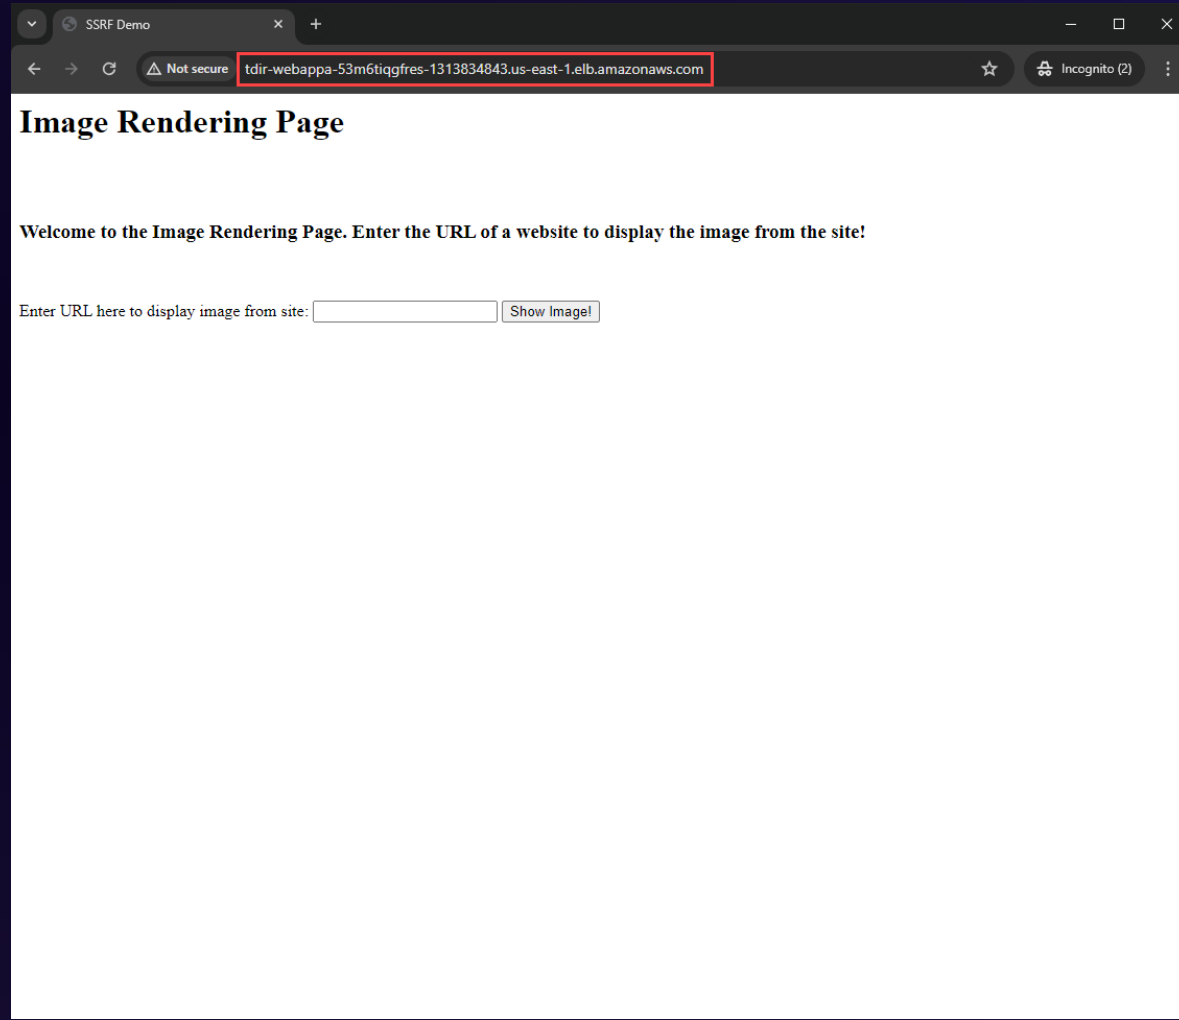 SSRF Demo
Not secure
tdir-webappa-53m6tiqgfres-1313834843.us-east-1.elb.amazonaws.com
Incognito (2)
Image Rendering Page
Welcome to the Image Rendering Page. Enter the URL of a website to display the image from the site!
Enter URL here to display image from site: Show Image!